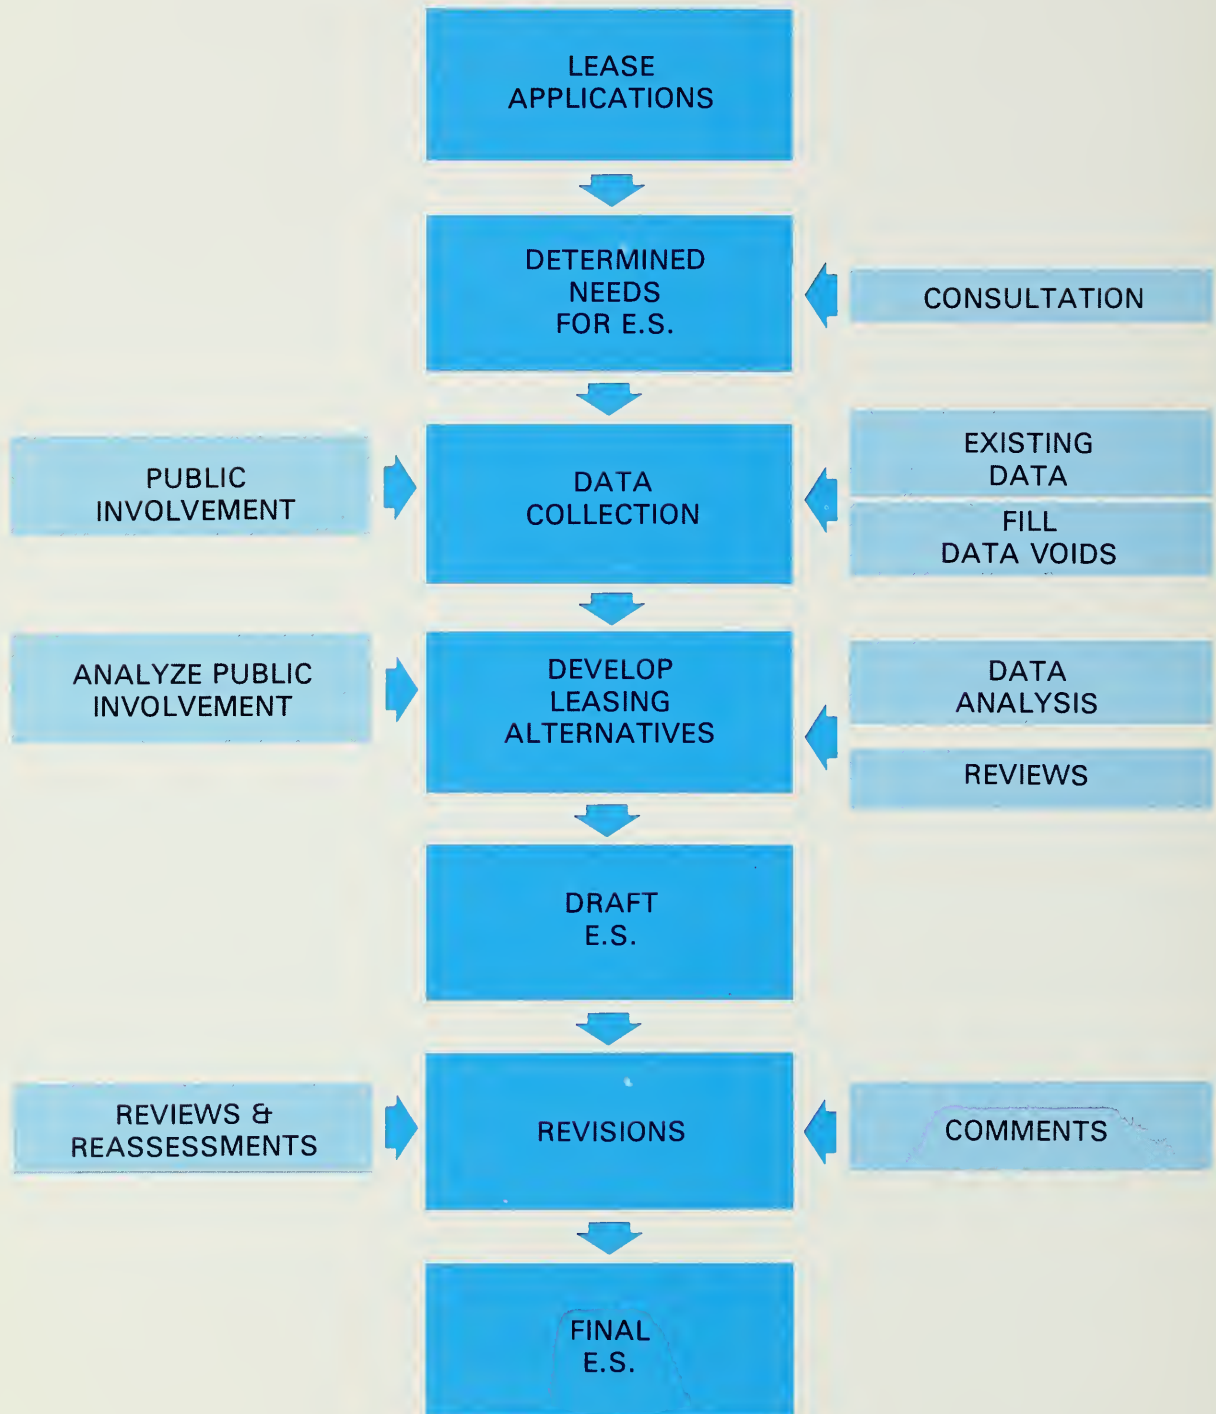 LEASE
APPLICATIONS
DETERMINED
NEEDS
FOR E.S.
CONSULTATION
PUBLIC
INVOLVEMENT
DATA
COLLECTION
EXISTING
DATA
FILL
DATA VOIDS
ANALYZE PUBLIC
INVOLVEMENT
DEVELOP
LEASING
ALTERNATIVES
DATA
ANALYSIS
REVIEWS
DRAFT
E.S.
REVIEWS &
REASSESSMENTS
REVISIONS
COMMENTS
FINAL
E.S.